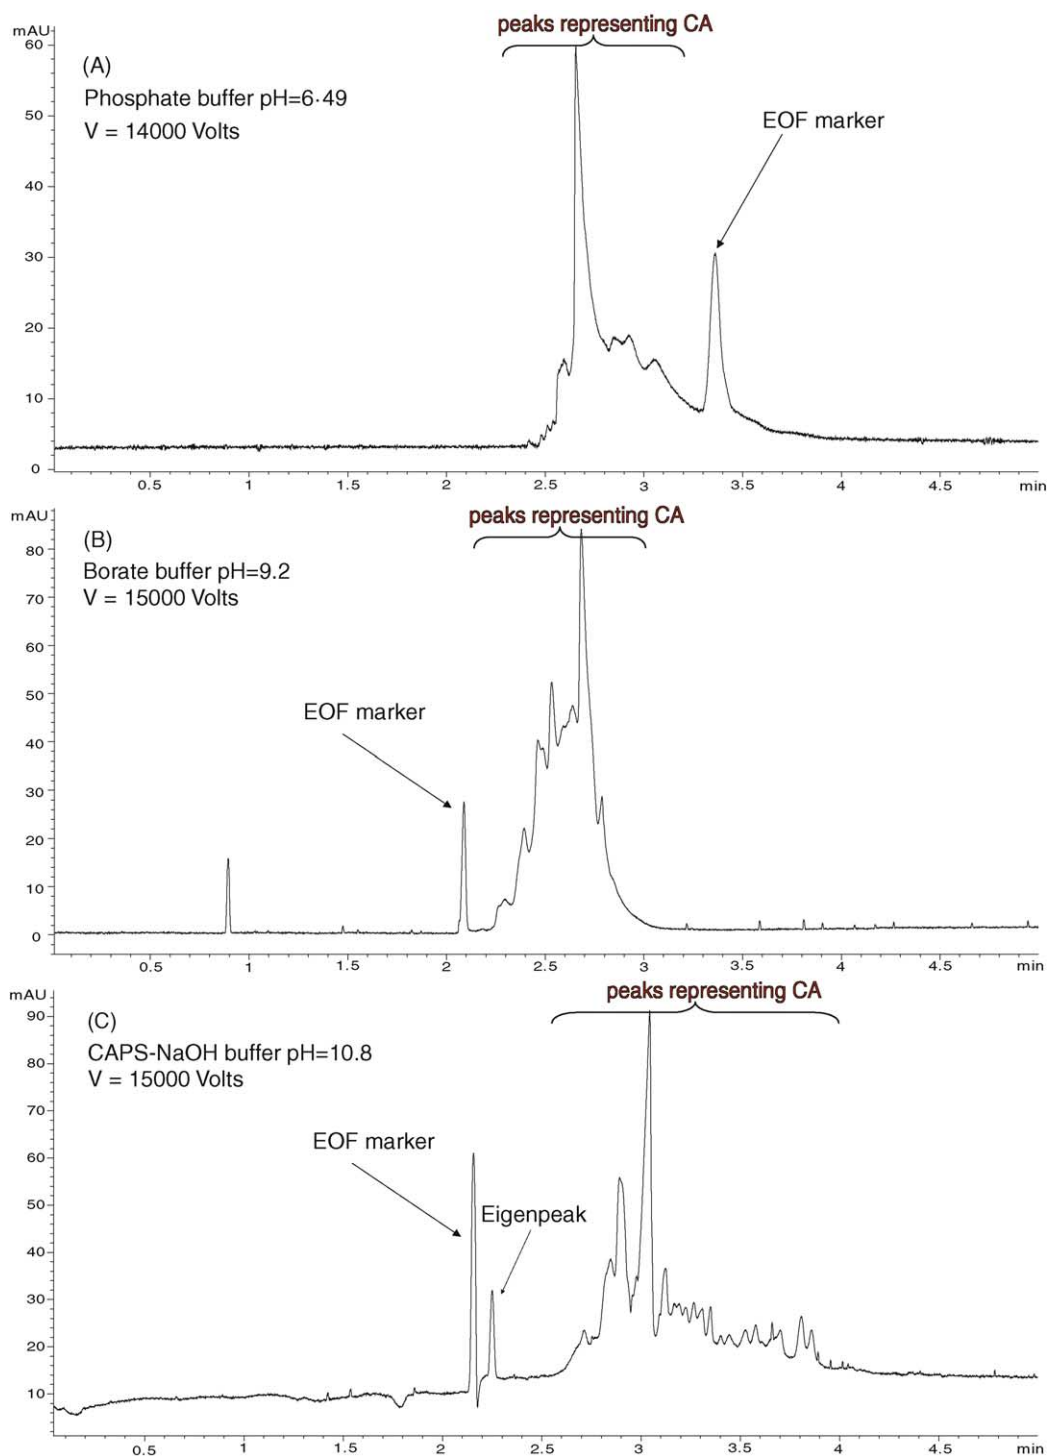 peaks representing CA
mAU
60
50
40
30
20
10
0
(A)
Phosphate buffer pH=6·49
V = 14000 Volts
EOF marker
0.5 1 1.5 2 2.5 3 3.5 4 4.5 min
peaks representing CA
mAU
80
70
60
50
40
30
20
10
0
(B)
Borate buffer pH=9.2
V = 15000 Volts
EOF marker
0.5 1 1.5 2 2.5 3 3.5 4 4.5 min
peaks representing CA
mAU
90
80
70
60
50
40
30
20
10
(C)
CAPS-NaOH buffer pH=10.8
V = 15000 Volts
EOF marker
Eigenpeak
0.5 1 1.5 2 2.5 3 3.5 4 4.5 min